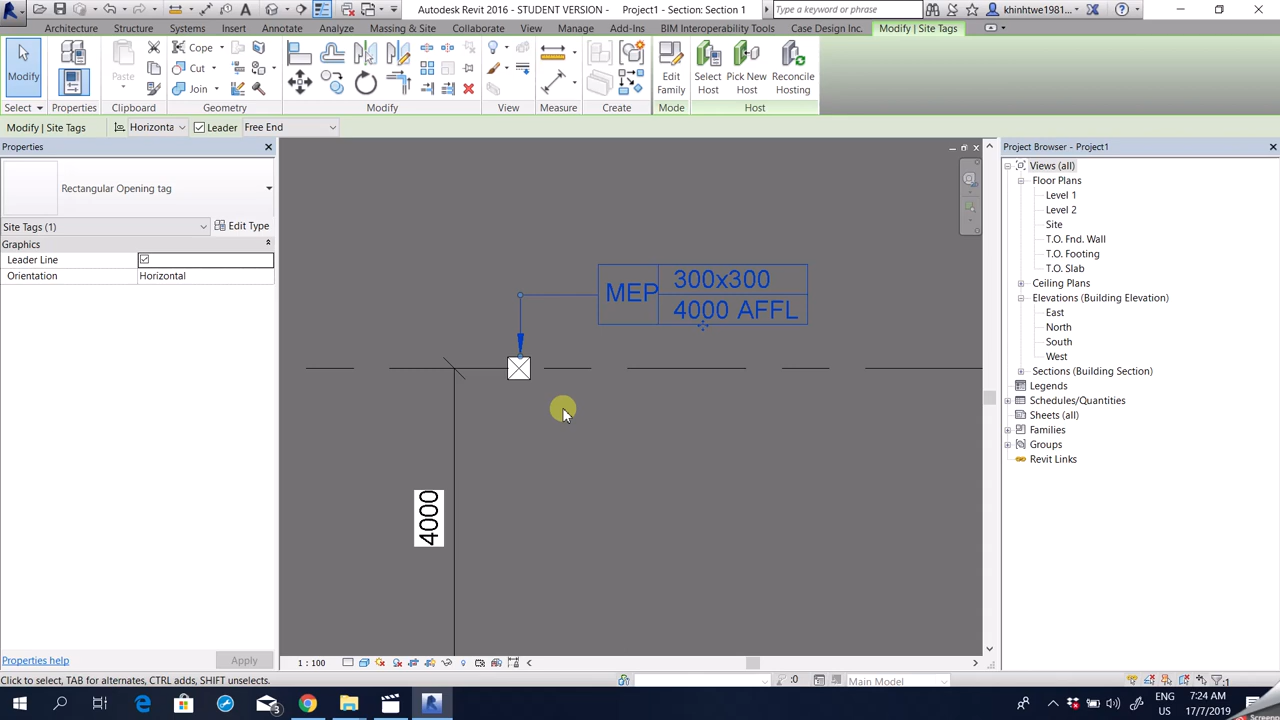 Autodesk Revit 2016 - STUDENT VERSION - Project1 - Section: Section 1
Type a keyword or phrase
khintwe1981...
Architecture Structure Systems Insert Annotate Analyze Massing & Site Collaborate View Manage Add-Ins BIM Interoperability Tools Case Design Inc. Modify | Site Tags
Modify
Paste
Cope
Cut
Join
Edit Family
Select Host
Pick New Host
Reconcile Hosting
Select Properties Clipboard Geometry Modify View Measure Create Mode Host
Modify | Site Tags Horizonta Leader Free End
Properties
Rectangular Opening tag
Site Tags (1) Edit Type
Graphics
Leader Line
Orientation Horizontal
Properties help Apply
MEP
300x300
4000 AFFL
4000
Project Browser - Project1
Views (all)
Floor Plans
Level 1
Level 2
Site
T.O. Fnd. Wall
T.O. Footing
T.O. Slab
Ceiling Plans
Elevations (Building Elevation)
East
North
South
West
Sections (Building Section)
Legends
Schedules/Quantities
Sheets (all)
Families
Groups
Revit Links
1 : 100
Click to select, TAB for alternates, CTRL adds, SHIFT unselects.
:0
Main Model
:1
3
ENG
US
7:24 AM
17/7/2019